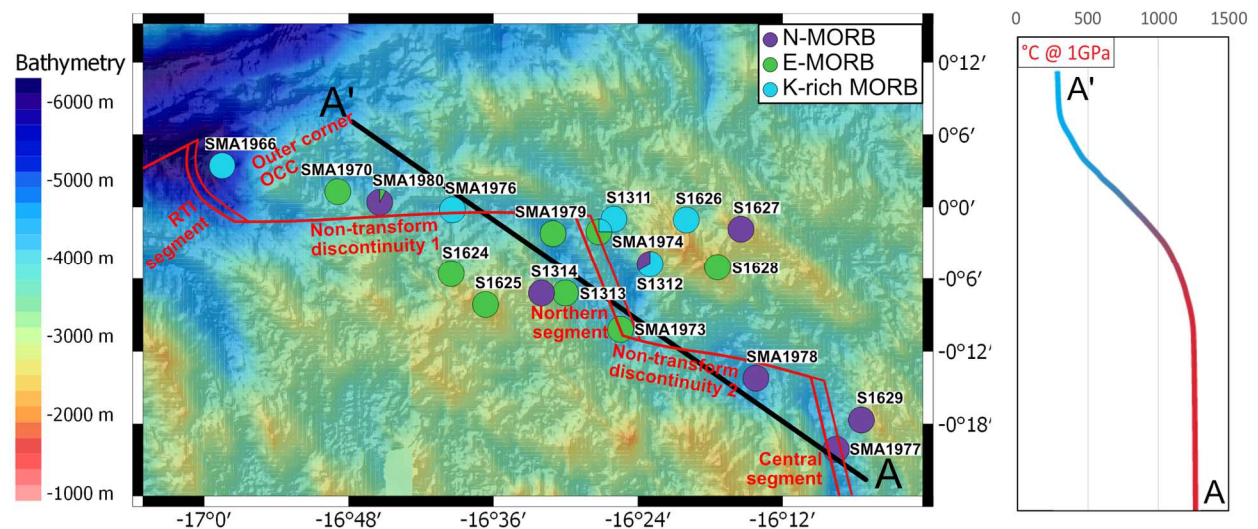 Bathymetry
-6000 m
-5000 m
-4000 m
-3000 m
-2000 m
-1000 m
N-MORB
E-MORB
K-rich MORB
A'
Outer corner
OCC
RTI
segment
SMA1966
SMA1970
SMA1980
SMA1976
Non-transform
discontinuity 1
SMA1979
S1311
S1626
S1627
SMA1974
S1628
S1312
S1624
S1625
S1314
S1313
Northern
segment
SMA1973
Non-transform
discontinuity 2
SMA1978
S1629
SMA1977
Central
segment
A
0°12′
0°6′
0°0′
-0°6′
-0°12′
-0°18′
-17°0′
-16°48′
-16°36′
-16°24′
-16°12′
0
500
1000
1500
°C @ 1GPa
A'
A